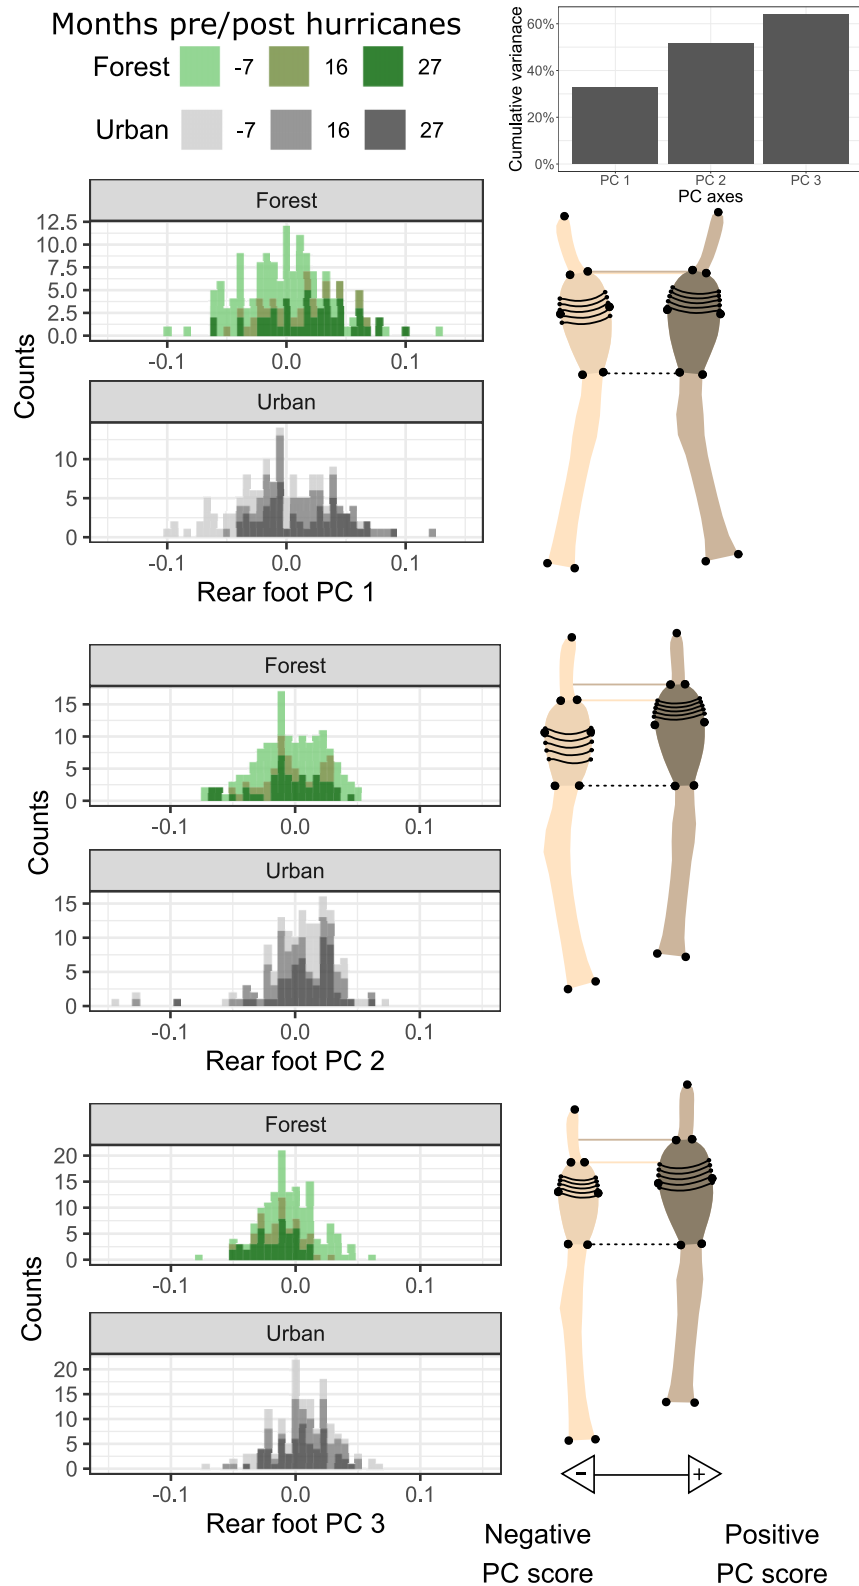 Months pre/post hurricanes
Forest -7 16 27
Urban -7 16 27
Cumulative varianace
60%
40%
20%
0%
PC 1 PC 2 PC 3
PC axes
Forest
12.5
10.0
7.5
5.0
2.5
0.0
-0.1 0.0 0.1
Counts
Urban
10
5
0
-0.1 0.0 0.1
Rear foot PC 1
Forest
15
10
5
0
-0.1 0.0 0.1
Counts
Urban
15
10
5
0
-0.1 0.0 0.1
Rear foot PC 2
Forest
20
15
10
5
0
-0.1 0.0 0.1
Counts
Urban
20
15
10
5
0
-0.1 0.0 0.1
Rear foot PC 3
- +
Negative Positive
PC score PC score